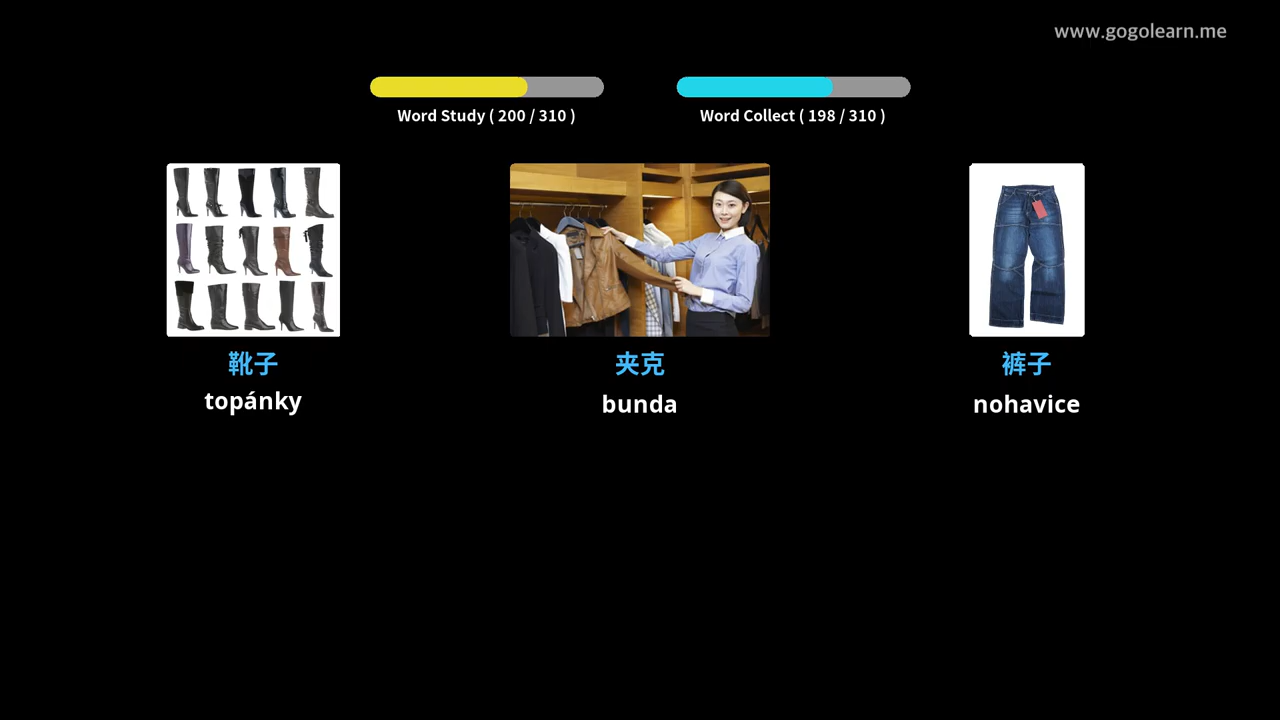 www.gogolearn.me
Word Study ( 200 / 310 )
Word Collect ( 198 / 310 )
靴子
topánky
夹克
bunda
裤子
nohavice